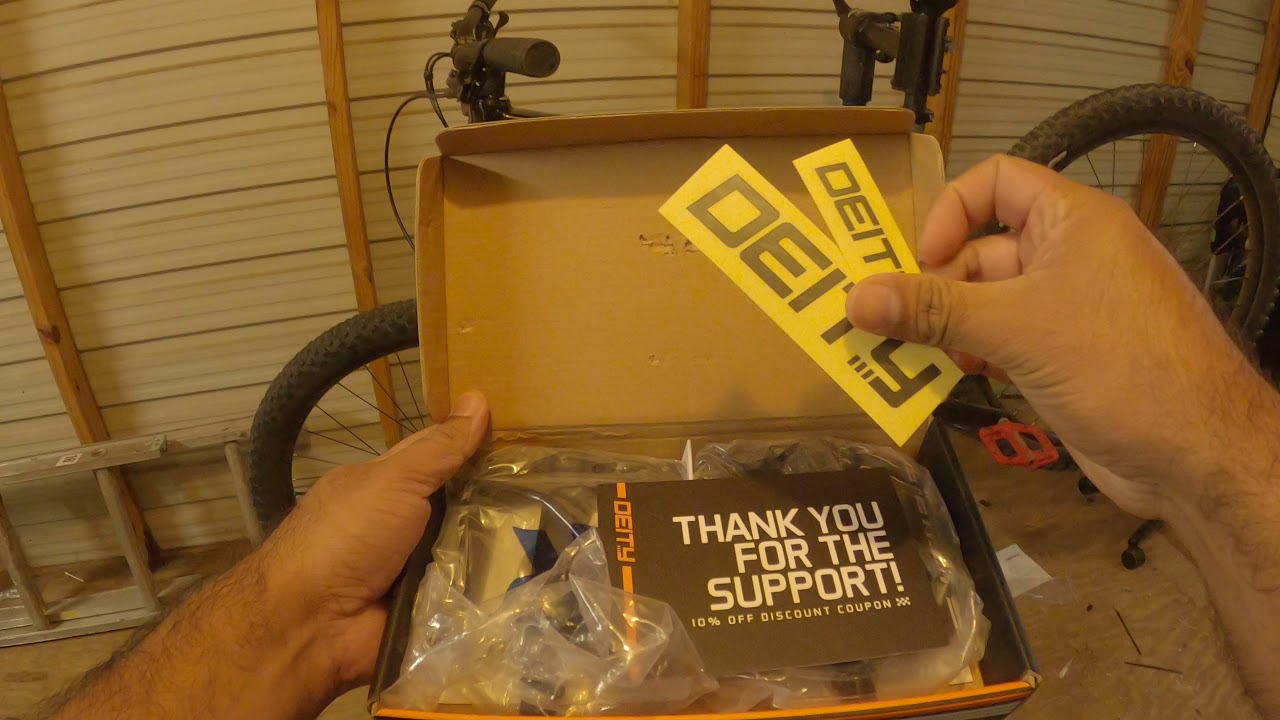 DEITY
DEITY
DEITY
THANK YOU
FOR THE
SUPPORT!
10% OFF DISCOUNT COUPON